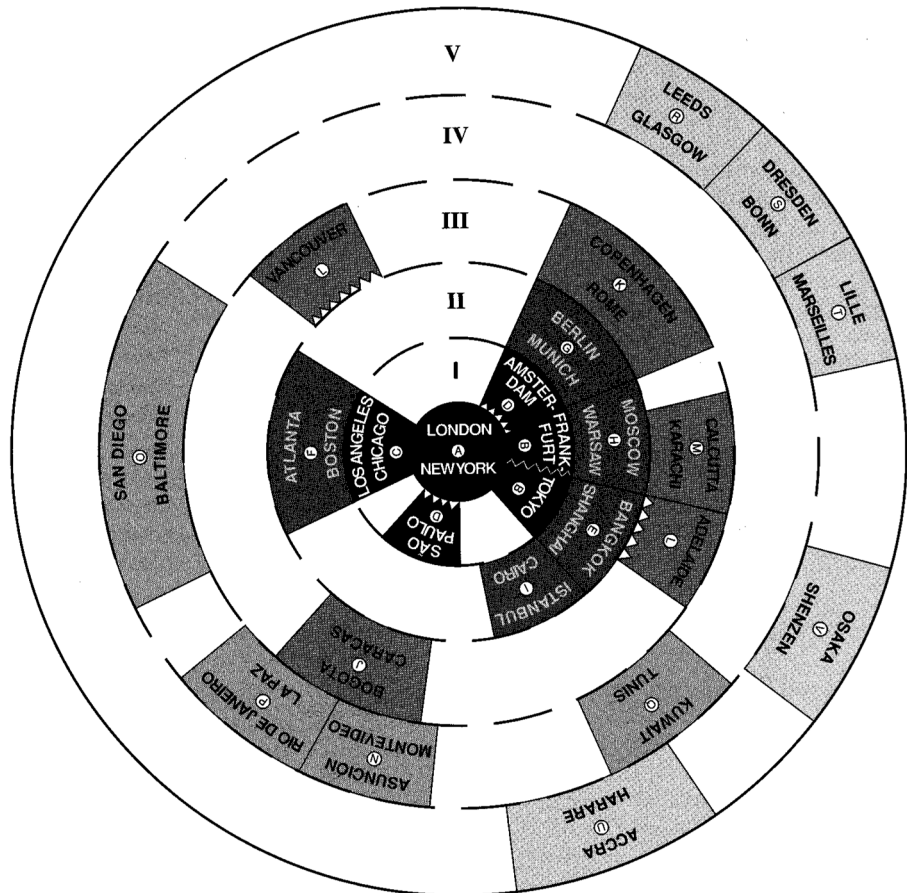 V
IV
III
II
I
LEEDS
R
GLASGOW
DRESDEN
S
BONN
LILLE
T
MARSEILLES
VANCOUVER
L
COPENHAGEN
K
ROME
BERLIN
G
MUNICH
AMSTER-
DAM
D
FRANK-
FURT
B
TOKYO
B
MOSCOW
H
WARSAW
CALCUTTA
M
KARACHI
ADELAIDE
L
BANGKOK
E
SHANGHAI
ISTANBUL
I
CAIRO
LONDON
A
NEW YORK
LOS ANGELES
CHICAGO
C
ATLANTA
F
BOSTON
SAN DIEGO
O
BALTIMORE
SÃO
PAULO
D
CARACAS
J
BOGOTA
LA PAZ
P
RIO DE JANEIRO
MONTEVIDEO
N
ASUNCION
TUNIS
Q
KUWAIT
OSAKA
V
SHENZEN
HARARE
U
ACCRA